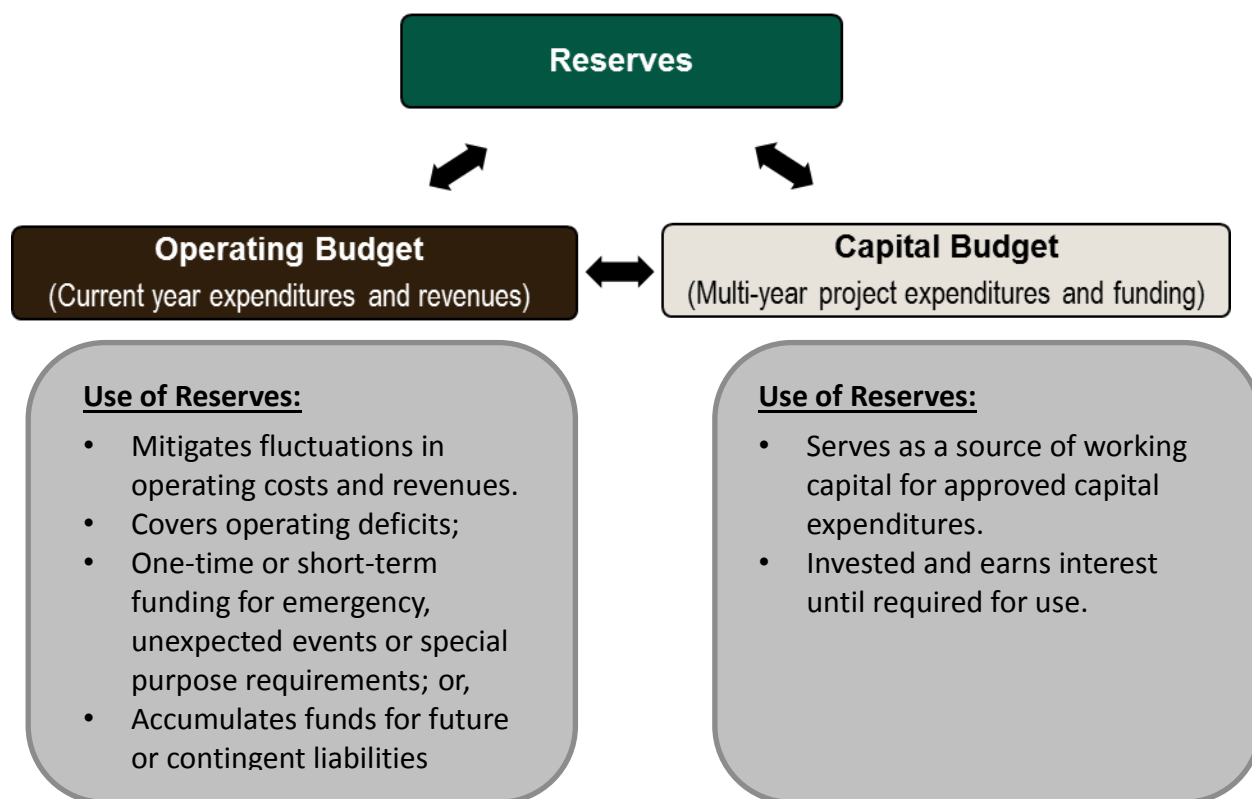 Reserves
Operating Budget
(Current year expenditures and revenues)
Capital Budget
(Multi-year project expenditures and funding)
Use of Reserves:
• Mitigates fluctuations in
operating costs and revenues.
• Covers operating deficits;
• One-time or short-term
funding for emergency,
unexpected events or special
purpose requirements; or,
• Accumulates funds for future
or contingent liabilities
Use of Reserves:
• Serves as a source of working
capital for approved capital
expenditures.
• Invested and earns interest
until required for use.